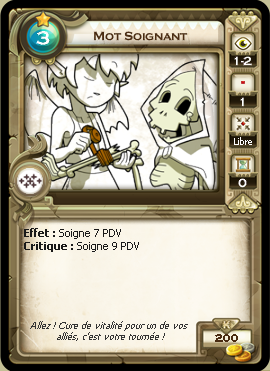 3
Mot Soignant
1-2
1
Libre
0
Effet : Soigne 7 PDV
Critique : Soigne 9 PDV
Allez ! Cure de vitalité pour un de vos
alliés, c'est votre tournée !
K
200